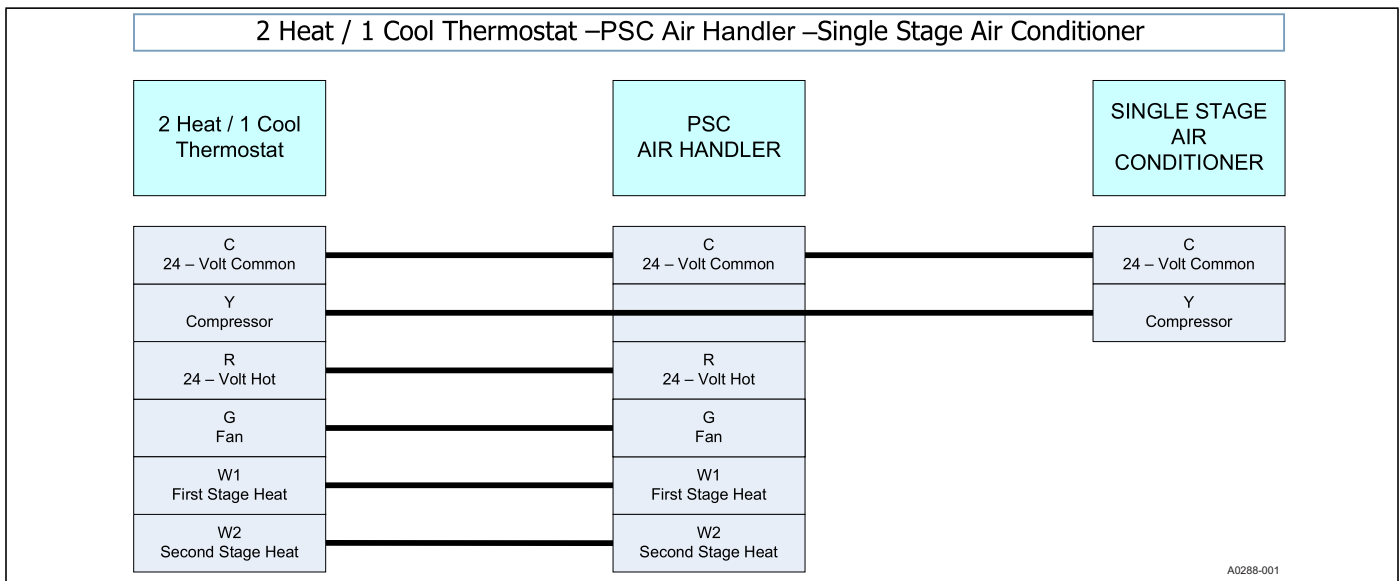 2 Heat / 1 Cool Thermostat –PSC Air Handler –Single Stage Air Conditioner
2 Heat / 1 Cool
Thermostat
PSC
AIR HANDLER
SINGLE STAGE
AIR
CONDITIONER
C
24 – Volt Common
C
24 – Volt Common
C
24 – Volt Common
Y
Compressor
Y
Compressor
R
24 – Volt Hot
R
24 – Volt Hot
G
Fan
G
Fan
W1
First Stage Heat
W1
First Stage Heat
W2
Second Stage Heat
W2
Second Stage Heat
A0288-001